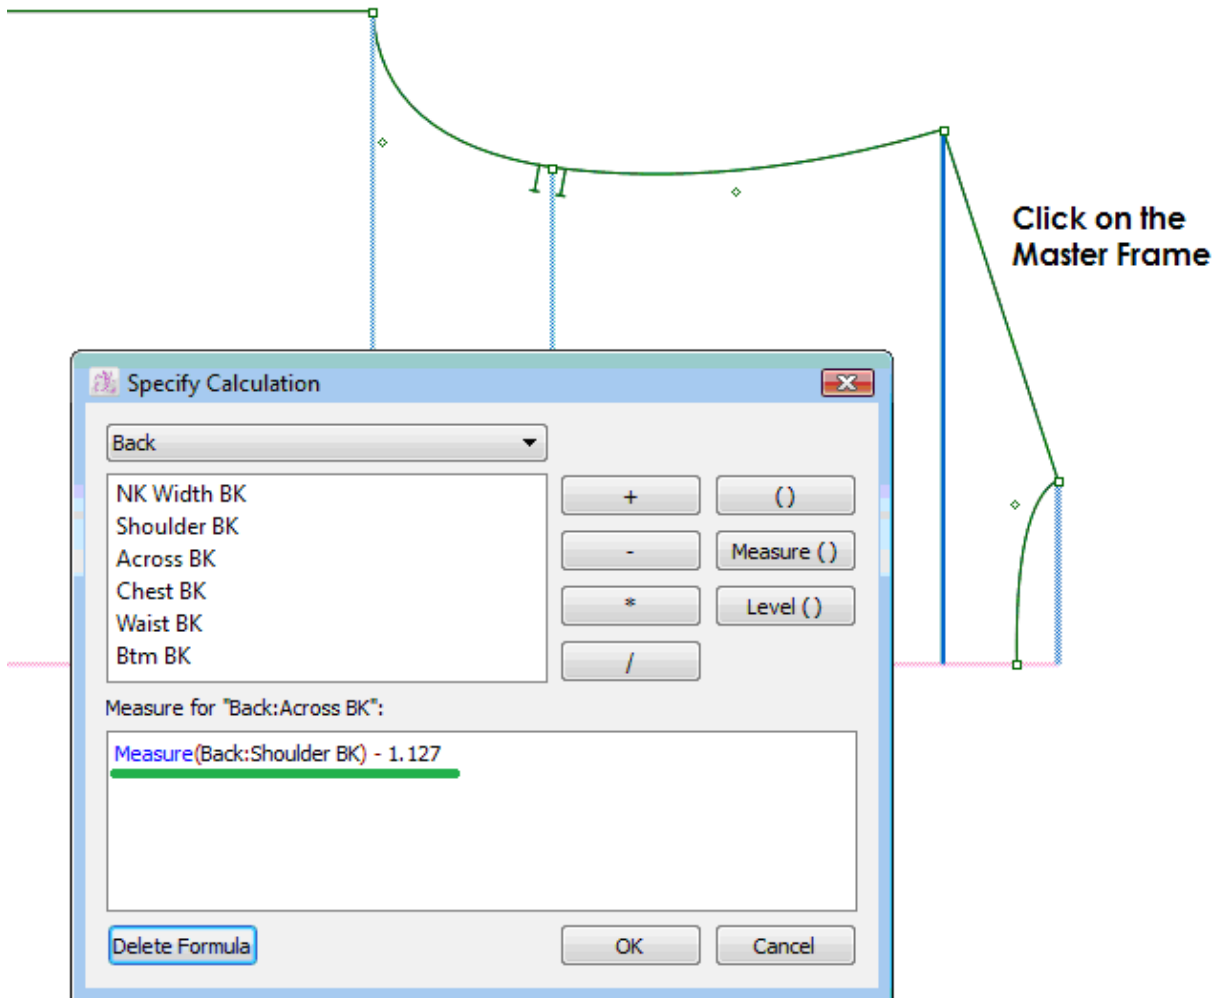 Click on the
Master Frame
Specify Calculation
Back
NK Width BK
Shoulder BK
Across BK
Chest BK
Waist BK
Btm BK
+
( )
-
Measure ( )
*
Level ( )
/
Measure for "Back:Across BK":
Measure(Back:Shoulder BK) - 1.127
Delete Formula
OK
Cancel